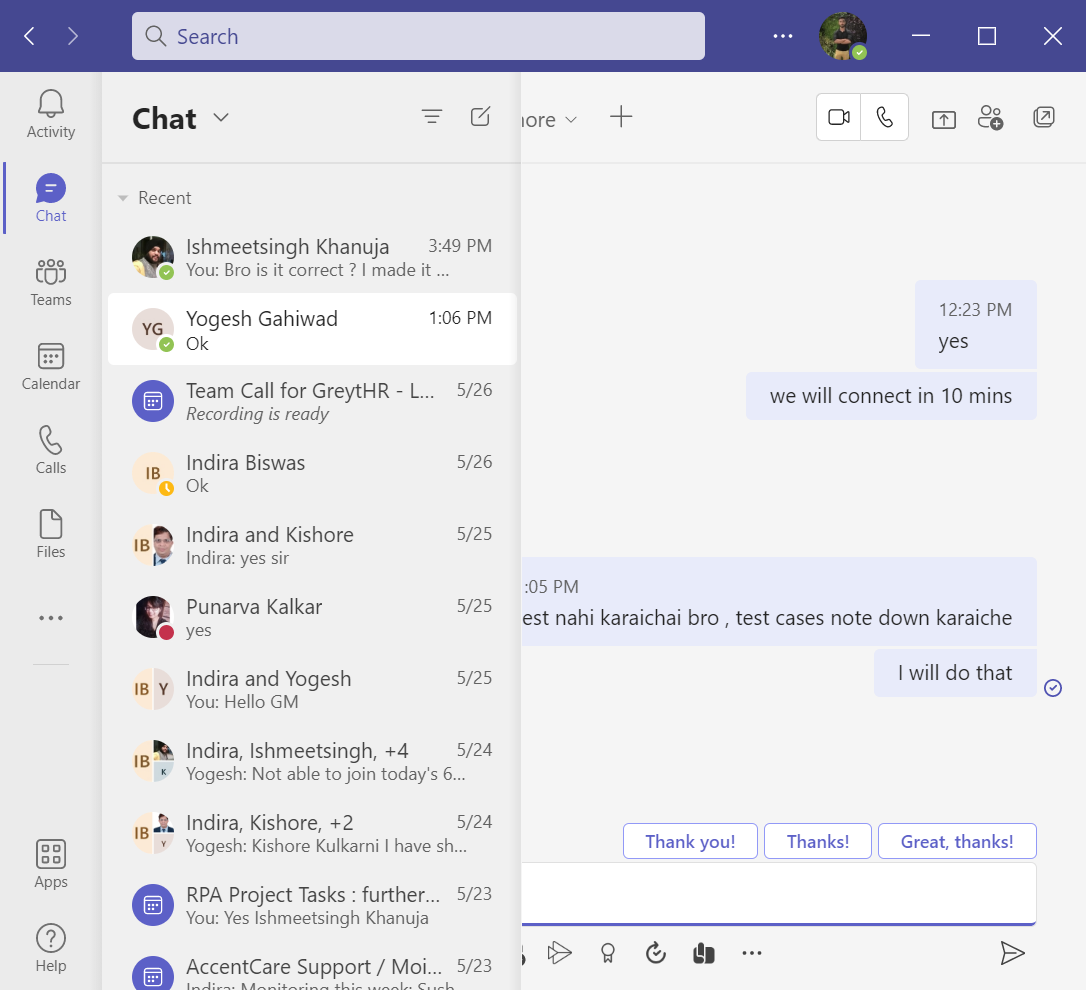 Search
Activity
Chat
Teams
Calendar
Calls
Files
Apps
Help
Chat
Recent
Ishmeetsingh Khanuja 3:49 PM
You: Bro is it correct ? I made it ...
YG Yogesh Gahiwad 1:06 PM
Ok
Team Call for GreytHR - L... 5/26
Recording is ready
IB Indira Biswas 5/26
Ok
IB Indira and Kishore 5/25
Indira: yes sir
Punarva Kalkar 5/25
yes
IB Y Indira and Yogesh 5/25
You: Hello GM
IB K Indira, Ishmeetsingh, +4 5/24
Yogesh: Not able to join today's 6...
IB Y Indira, Kishore, +2 5/24
Yogesh: Kishore Kulkarni I have sh...
RPA Project Tasks : further... 5/23
You: Yes Ishmeetsingh Khanuja
AccentCare Support / Moi... 5/23
Indira: Monitoring this week: Sush
ore
12:23 PM
yes
we will connect in 10 mins
:05 PM
est nahi karaichai bro , test cases note down karaiche
I will do that
Thank you! Thanks! Great, thanks!